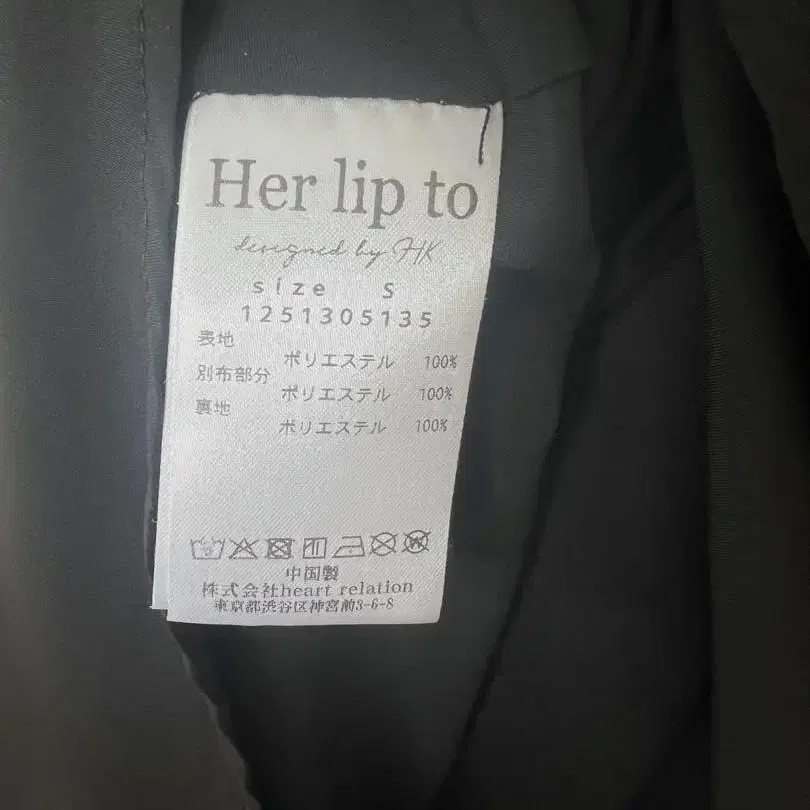 Her lip to
designed by HK
size S
1251305135
表地
ポリエステル 100%
別布部分
ポリエステル 100%
裏地
ポリエステル 100%
中国製
株式会社heart relation
東京都渋谷区神宮前3-6-8